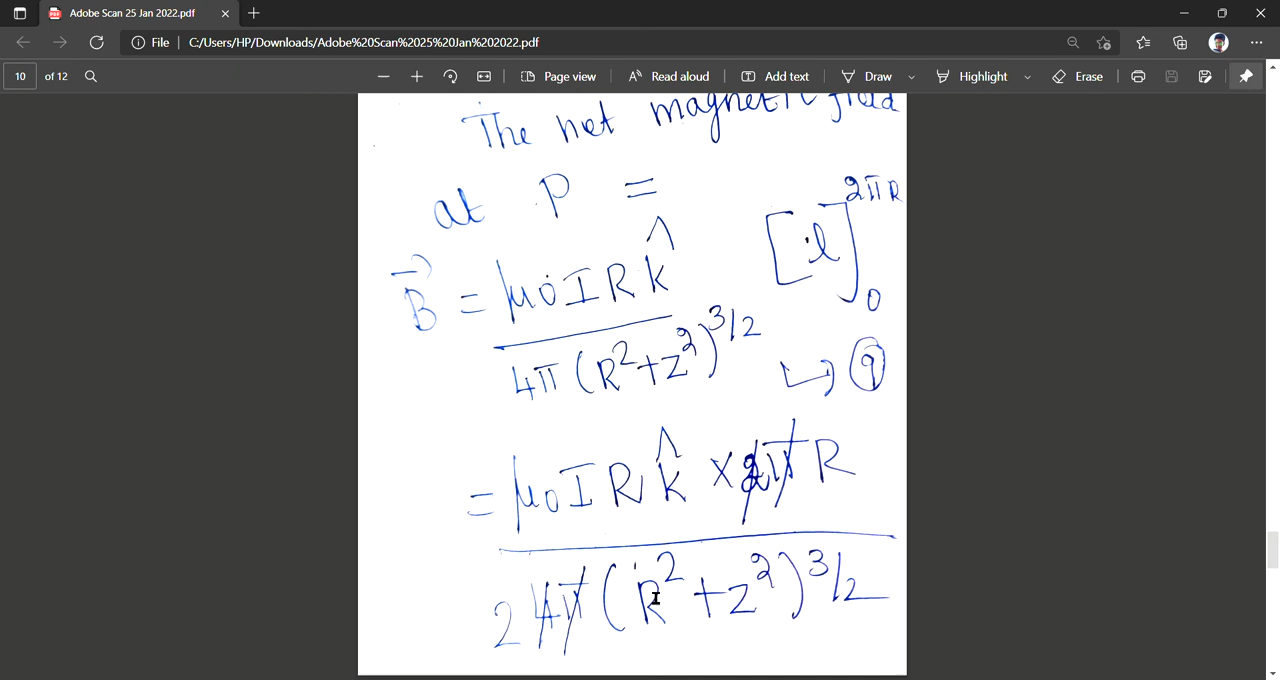 Adobe Scan 25 Jan 2022.pdf
File | C:/Users/HP/Downloads/Adobe%20Scan%2025%20Jan%202022.pdf
10 of 12 Page view Read aloud Add text Draw Highlight Erase
The net magnetic field
at P =
B⃗ = μ₀IR k̂ / 4π(R²+z²)^3/2 [l]₀^2πR ↳ ⑨
= μ₀IR k̂ × 2πR / 2 4π(R²+z²)^3/2